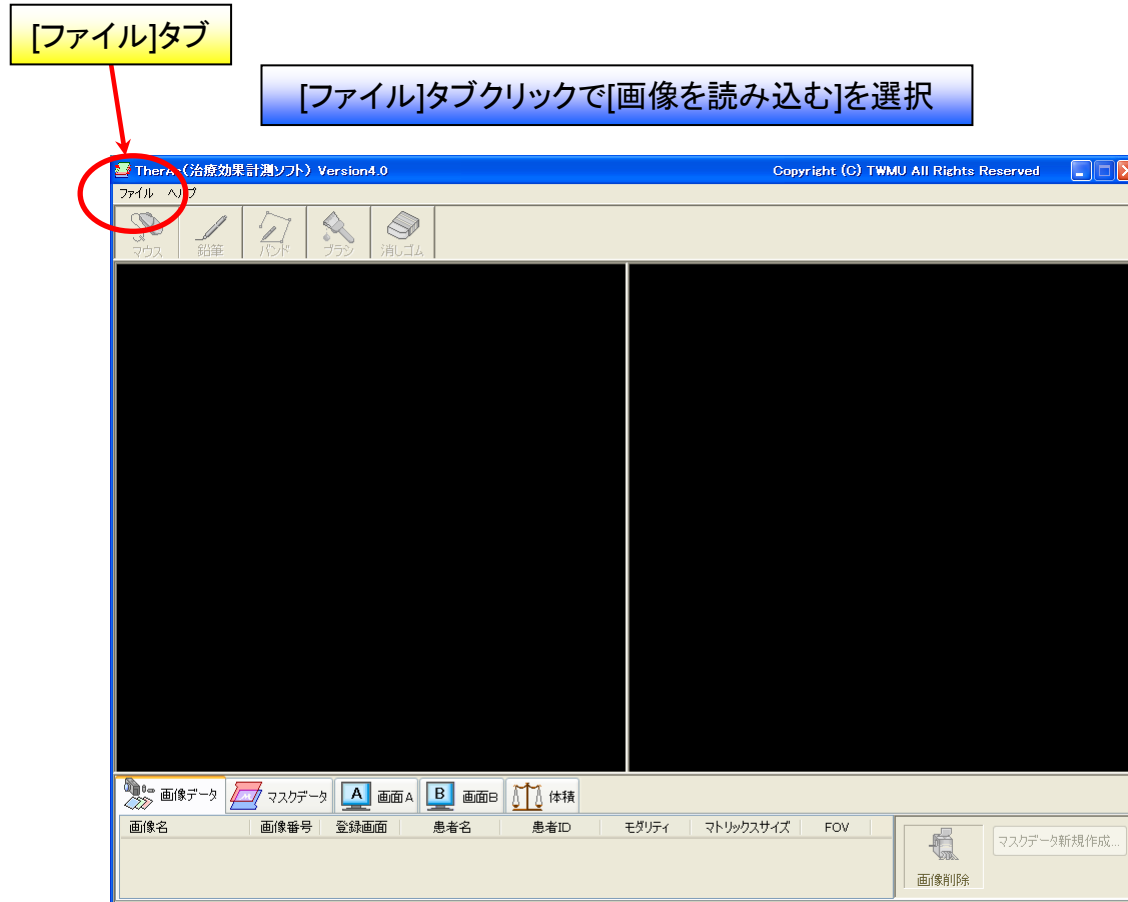 [ファイル]タブ
[ファイル]タブクリックで[画像を読み込む]を選択
(治療効果計測ソフト) Version4.0 Copyright (C) TWMU All Rights Reserved
ファイル ヘルプ
マウス 鉛筆 バンド ブラシ 消しゴム
画像データ マスクデータ A 画面A B 画面B 体積
画像名 画像番号 登録画面 患者名 患者ID モダリティ マトリックスサイズ FOV
マスクデータ新規作成...
画像削除